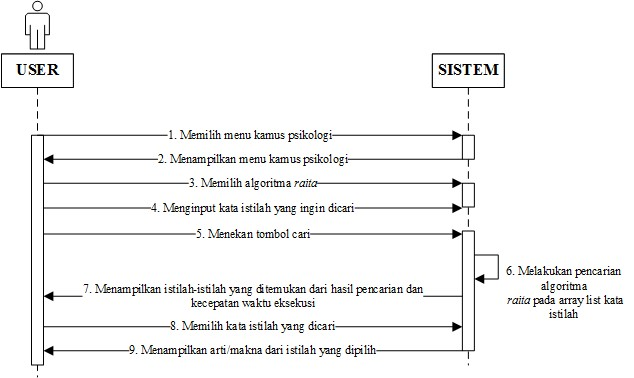 USER
SISTEM
1. Memilih menu kamus psikologi
2. Menampilkan menu kamus psikologi
3. Memilih algoritma raita
4. Menginput kata istilah yang ingin dicari
5. Menekan tombol cari
6. Melakukan pencarian
algoritma
raita pada array list kata
istilah
7. Menampilkan istilah-istilah yang ditemukan dari hasil pencarian dan
kecepatan waktu eksekusi
8. Memilih kata istilah yang dicari
9. Menampilkan arti/makna dari istilah yang dipilih